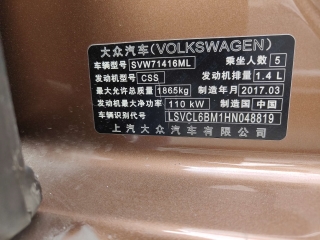 大众汽车(VOLKSWAGEN)
车辆型号 SVW71416ML 乘坐人数 5
发动机型号 CSS 发动机排量 1.4 L
最大允许总质量 1865kg 制造年月 2017.03
发动机最大净功率 110 kW 制造国 中国
车辆识别代号 LSVCL6BM1HN048819
上汽大众汽车有限公司